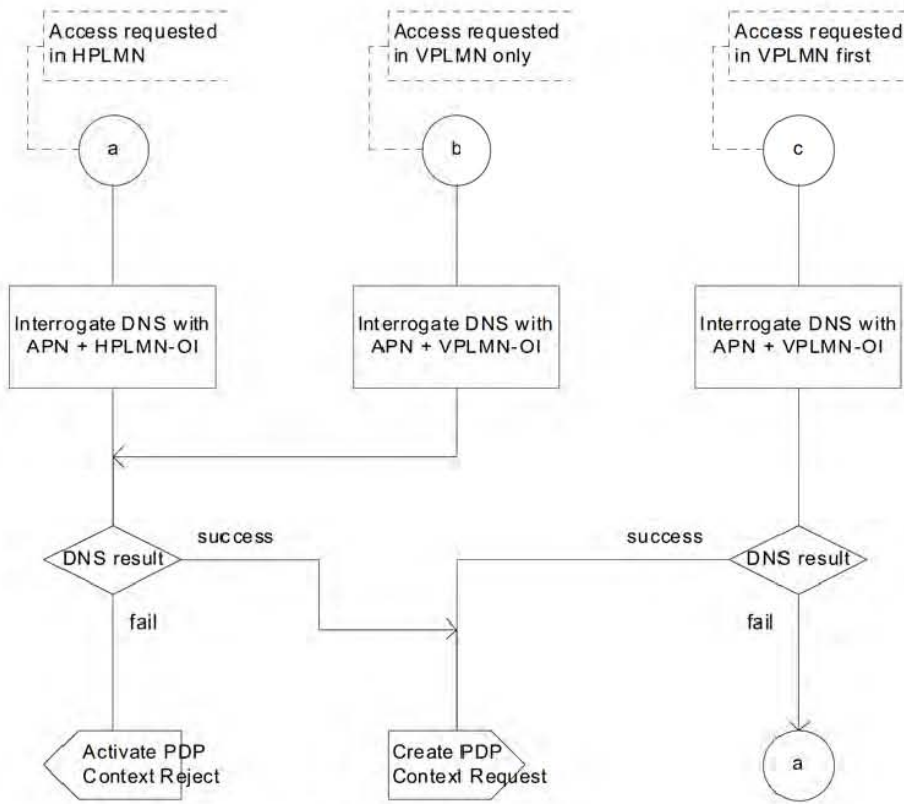 Access requested
in HPLMN
Access requested
in VPLMN only
Access requested
in VPLMN first
a
b
c
Interrogate DNS with
APN + HPLMN-OI
Interrogate DNS with
APN + VPLMN-OI
Interrogate DNS with
APN + VPLMN-OI
success
success
DNS result
DNS result
fail
fail
Activate PDP
Context Reject
Create PDP
Context Request
a